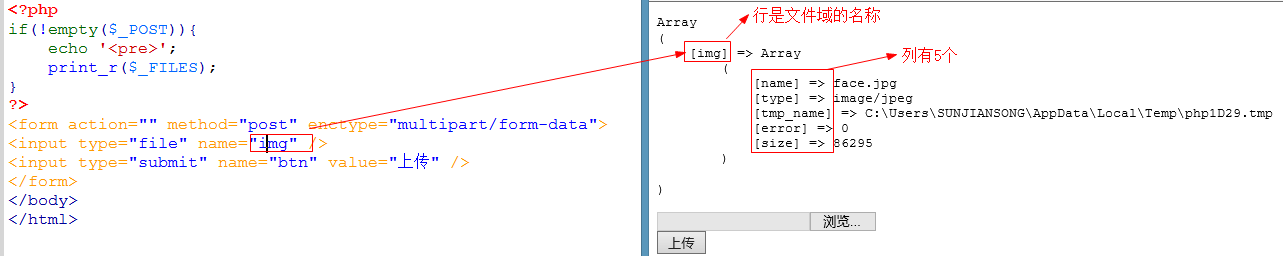 <?php
if(!empty($_POST)){
    echo '<pre>';
    print_r($_FILES);
}
?>
<form action="" method="post" enctype="multipart/form-data">
<input type="file" name="img" />
<input type="submit" name="btn" value="上传" />
</form>
</body>
</html>
行是文件域的名称
Array
(
    [img] => Array
列有5个
        (
            [name] => face.jpg
            [type] => image/jpeg
            [tmp_name] => C:\Users\SUNJIANSONG\AppData\Local\Temp\php1D29.tmp
            [error] => 0
            [size] => 86295
        )
)
浏览...
上传